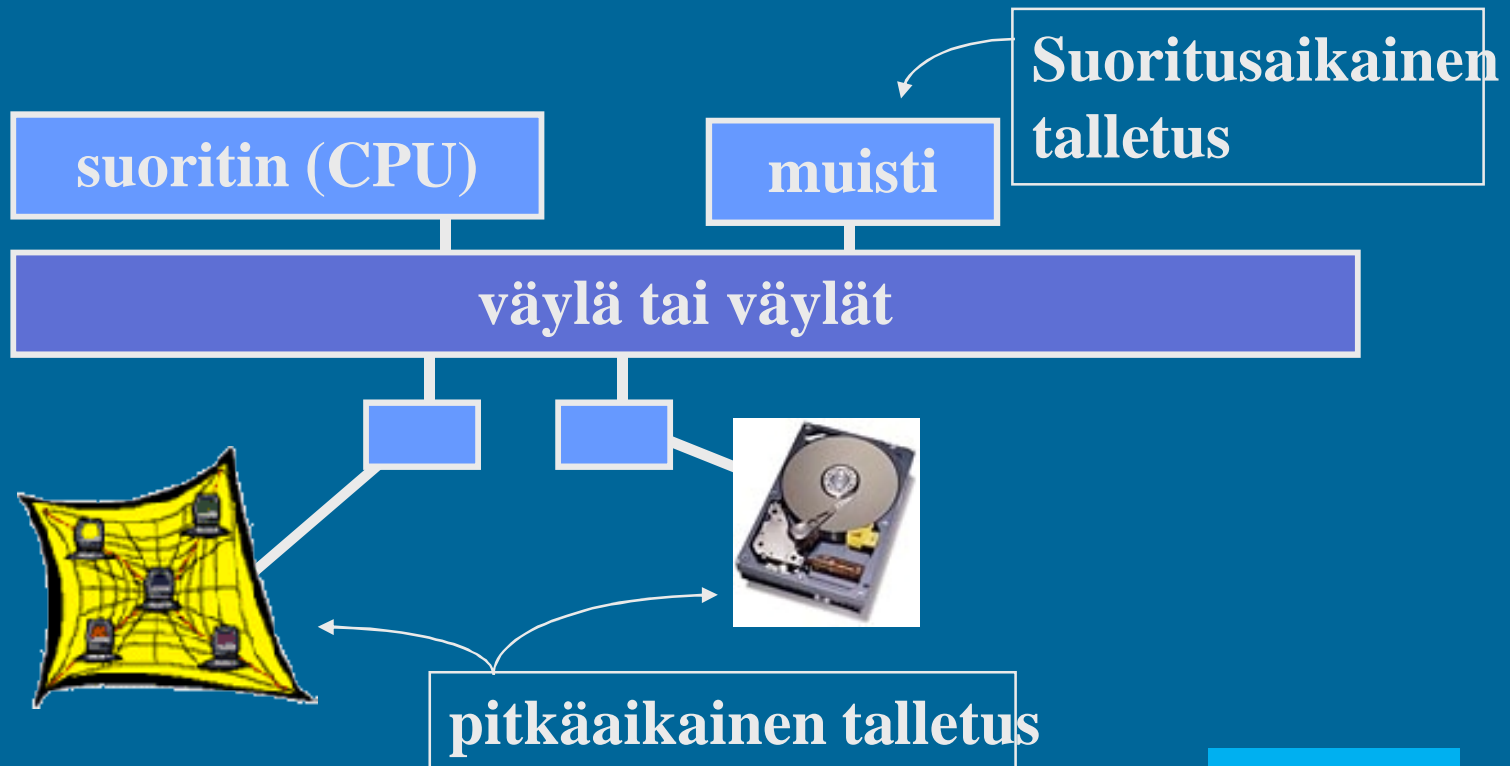 Suoritusaikainen
talletus
suoritin (CPU)
muisti
väylä tai väylät
pitkäaikainen talletus